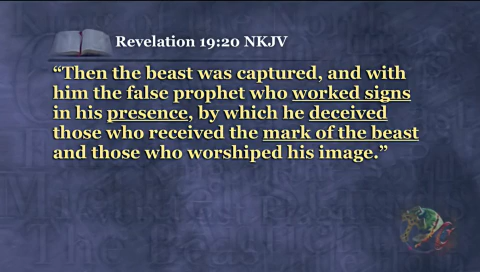 Revelation 19:20 NKJV
“Then the beast was captured, and with
him the false prophet who worked signs
in his presence, by which he deceived
those who received the mark of the beast
and those who worshiped his image.”